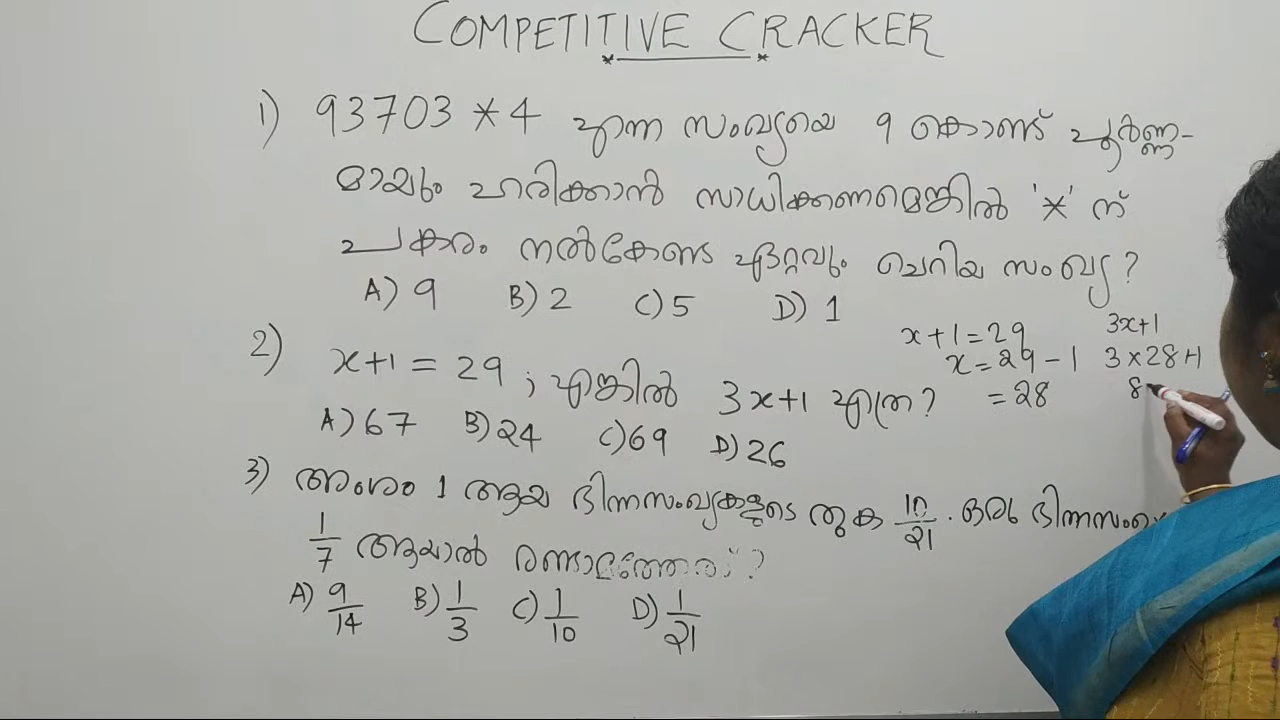 COMPETITIVE CRACKER
1) 93703*4 എന്ന സംഖ്യയെ 9 കൊണ്ട് പൂർണ്ണ-
മായും ഹരിക്കാൻ സാധിക്കണമെങ്കിൽ '*' ന്
പകരം നൽകേണ്ട ഏറ്റവും ചെറിയ സംഖ്യ?
A) 9 B) 2 C) 5 D) 1
2) x+1 = 29 ; എങ്കിൽ 3x+1 എത്ര?
A) 67 B) 24 C) 69 D) 26
x+1=29
x=29-1
=28
3x+1
3×28+1
8
3) അംശം 1 ആയ ഭിന്നസംഖ്യകളുടെ തുക 10/21. ഒരു
1/7 ആയാൽ രണ്ടാമത്തേത്?
A) 9/14 B) 1/3 C) 1/10 D) 1/21